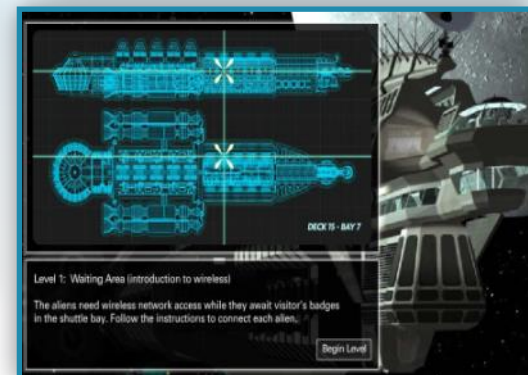 DECK 15 - BAY 7
Level 1: Waiting Area (introduction to wireless)
The aliens need wireless network access while they await visitor's badges
in the shuttle bay. Follow the instructions to connect each alien.
Begin Level